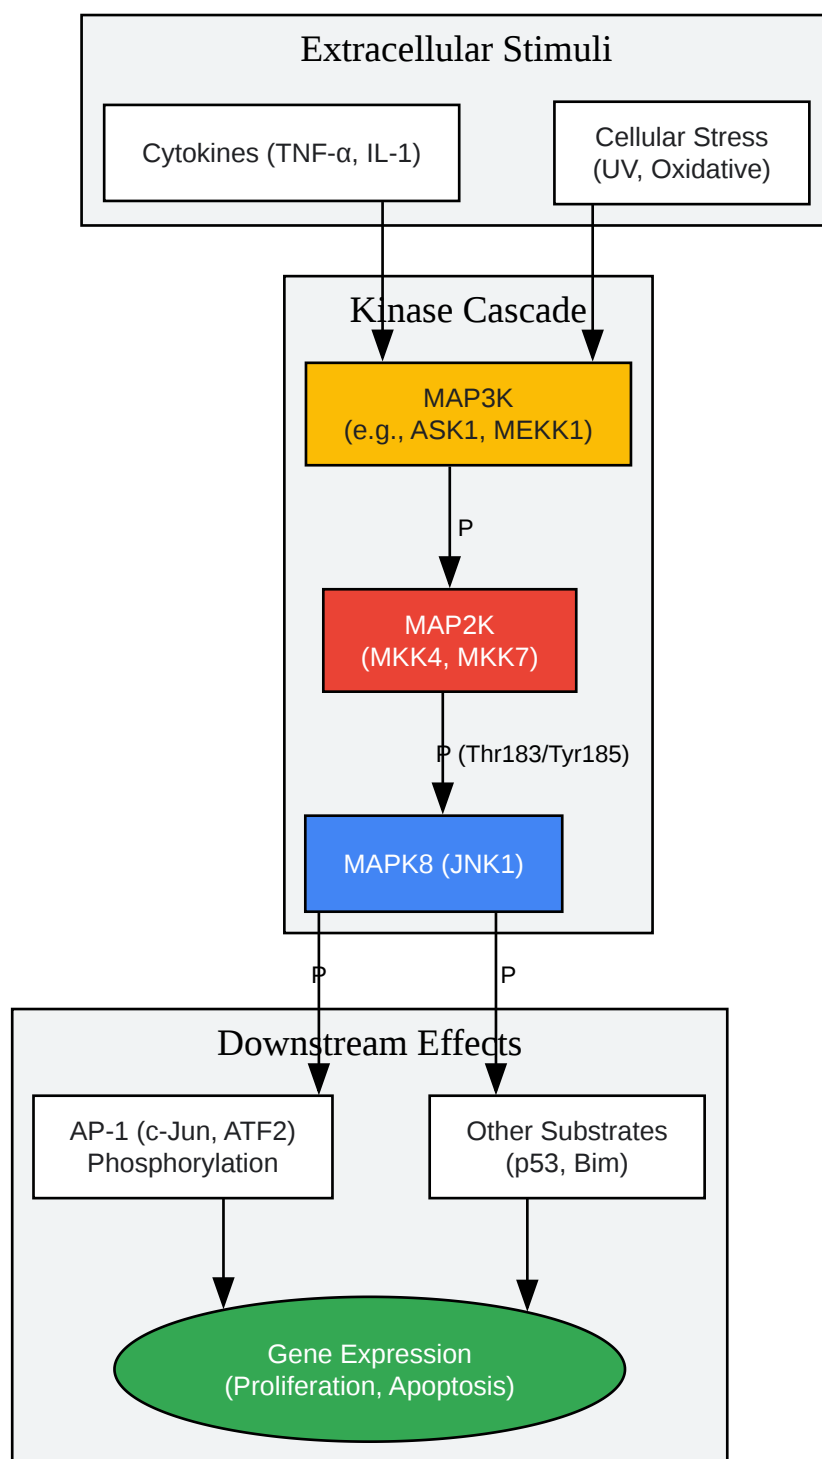 Extracellular Stimuli
Cytokines (TNF-α, IL-1)
Cellular Stress
(UV, Oxidative)
Kinase Cascade
MAP3K
(e.g., ASK1, MEKK1)
P
MAP2K
(MKK4, MKK7)
P (Thr183/Tyr185)
MAPK8 (JNK1)
P
P
Downstream Effects
AP-1 (c-Jun, ATF2)
Phosphorylation
Other Substrates
(p53, Bim)
Gene Expression
(Proliferation, Apoptosis)